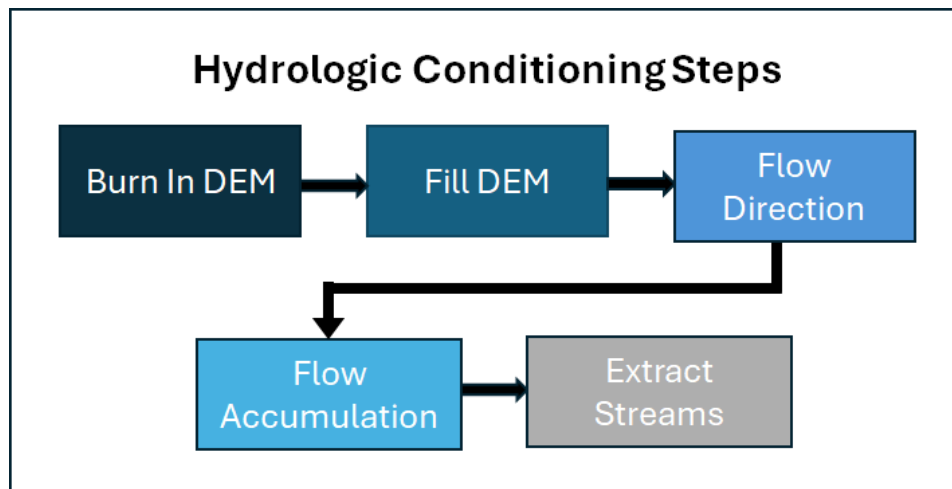 Hydrologic Conditioning Steps
Burn In DEM
Fill DEM
Flow
Direction
Flow
Accumulation
Extract
Streams